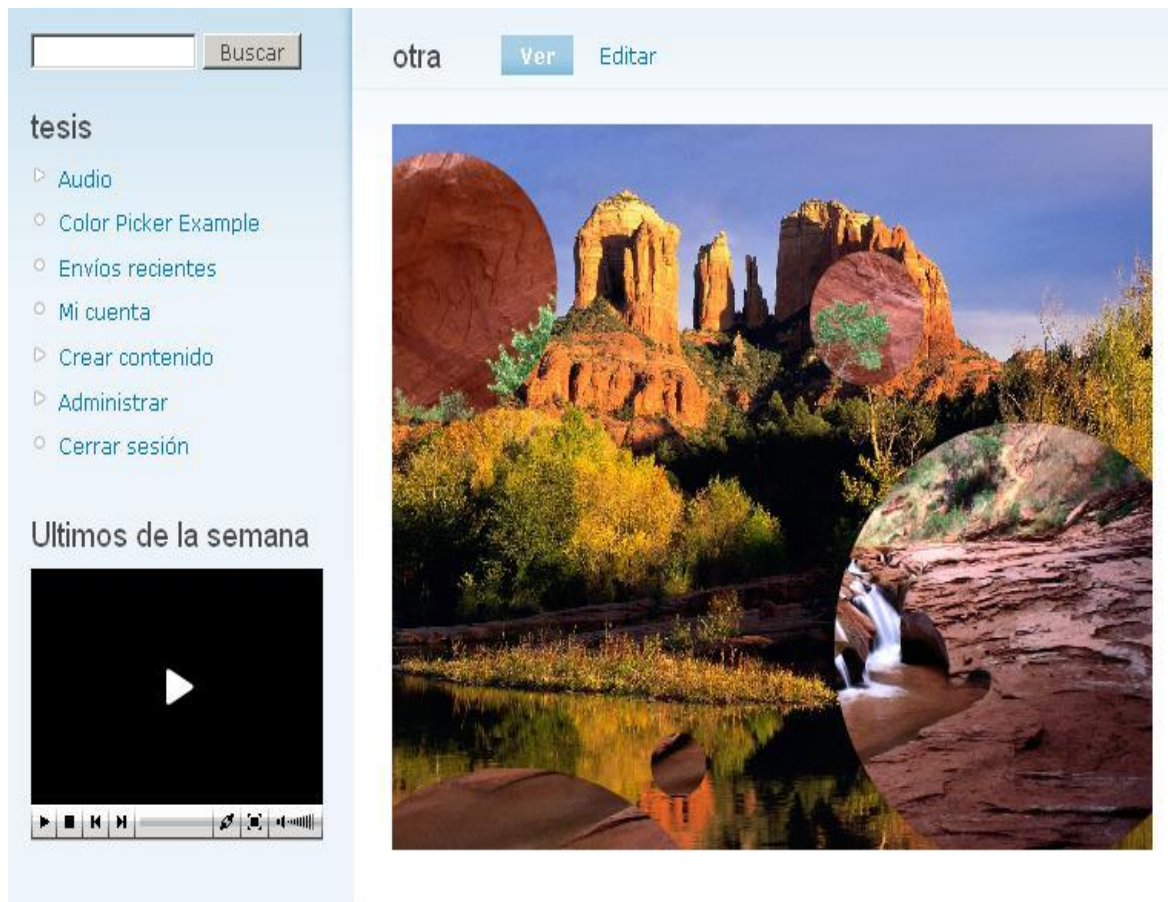 Buscar
tesis
Audio
Color Picker Example
Envíos recientes
Mi cuenta
Crear contenido
Administrar
Cerrar sesión
Ultimos de la semana
otra Ver Editar